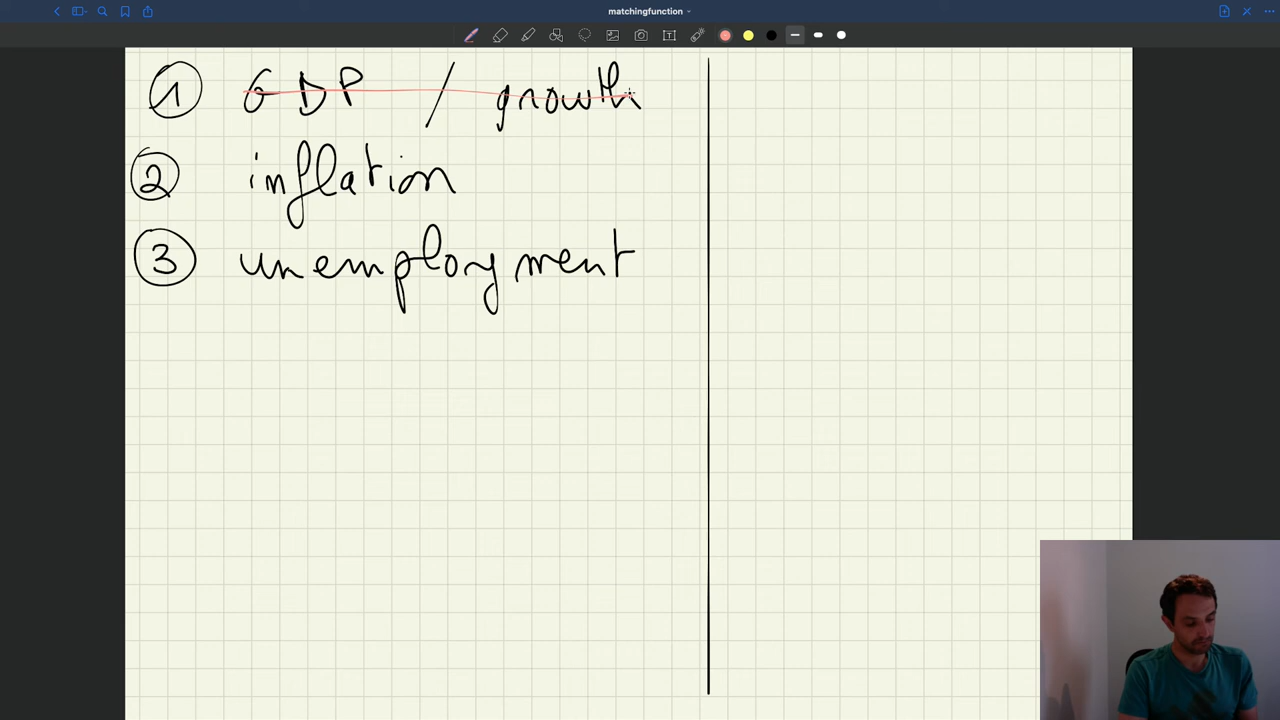 matchingfunction
1 GDP / growth
2 inflation
3 unemployment